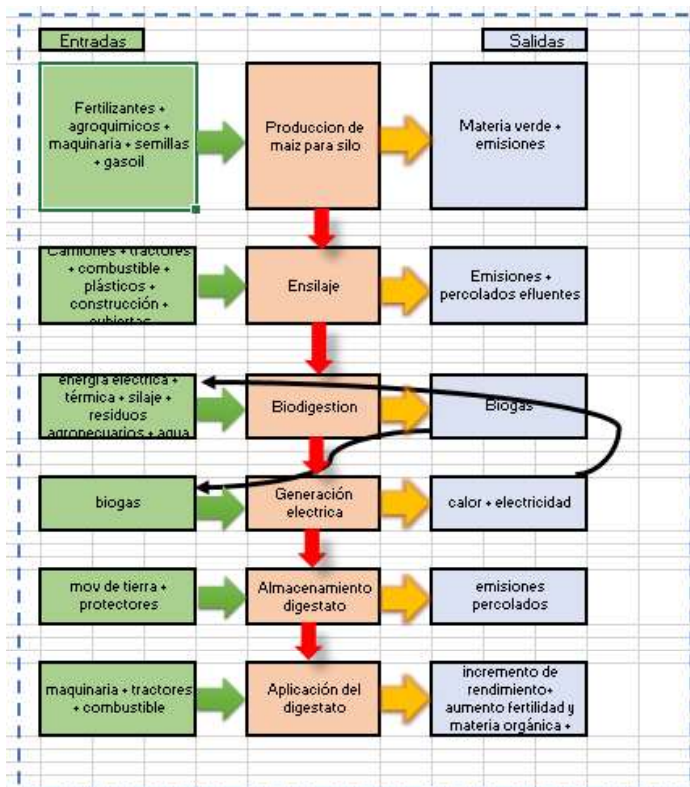 Entradas
Salidas
Fertilizantes +
agroquimicos +
maquinaria + semillas
+ gasoil
Produccion de
maiz para silo
Materia verde +
emisiones
Camiones + tractores
+ combustible +
plásticos +
construcción +
cubiertas
Ensilaje
Emisiones +
percolados efluentes
energia electrica +
térmica + silaje +
residuos
agropecuarios + agua
Biodigestion
Biogas
biogas
Generación
electrica
calor + electricidad
mov de tierra +
protectores
Almacenamiento
digestato
emisiones
percolados
maquinaria + tractores
+ combustible
Aplicación del
digestato
incremento de
rendimiento+
aumento fertilidad y
materia orgánica +